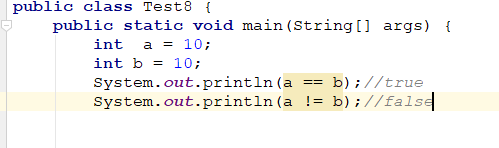 public class Test8 {
    public static void main(String[] args) {
        int  a = 10;
        int b = 10;
        System.out.println(a == b);//true
        System.out.println(a != b);//false